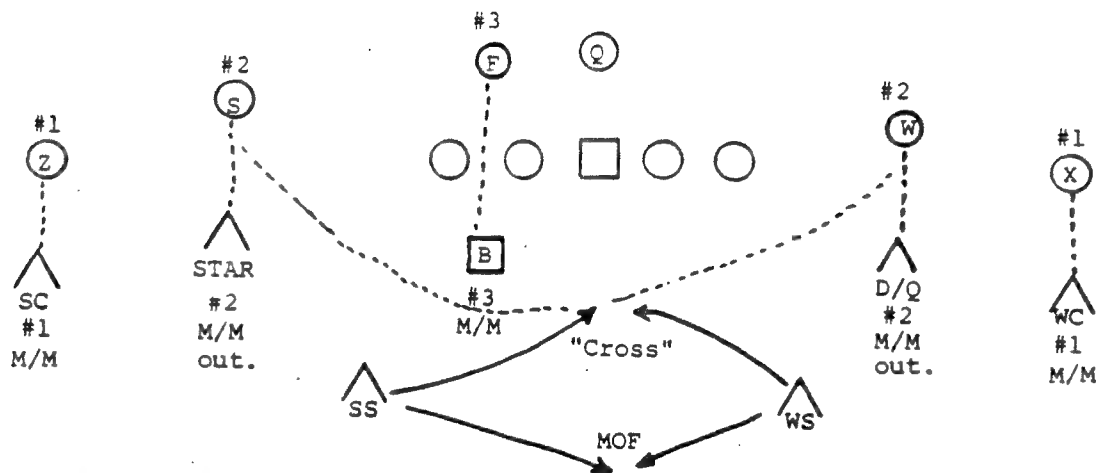 #3
F
Q
#2
S
#2
W
#1
Z
#1
X
B
STAR
#2
M/M
out.
SC
#1
M/M
#3
M/M
"Cross"
D/Q
#2
M/M
out.
WC
#1
M/M
SS
WS
MOF